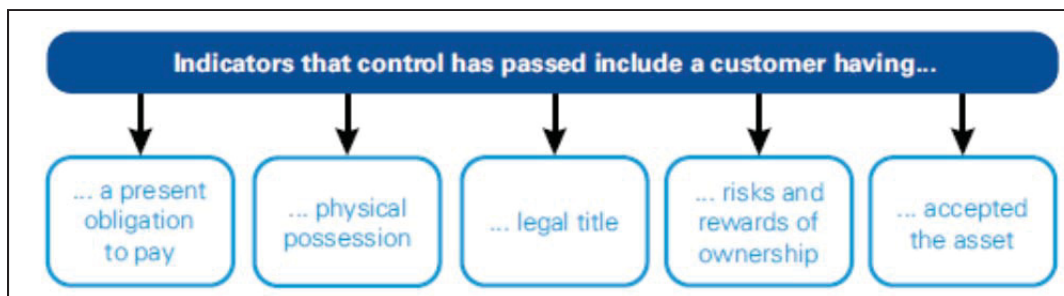 Indicators that control has passed include a customer having...
... a present
obligation
to pay
... physical
possession
... legal title
... risks and
rewards of
ownership
... accepted
the asset